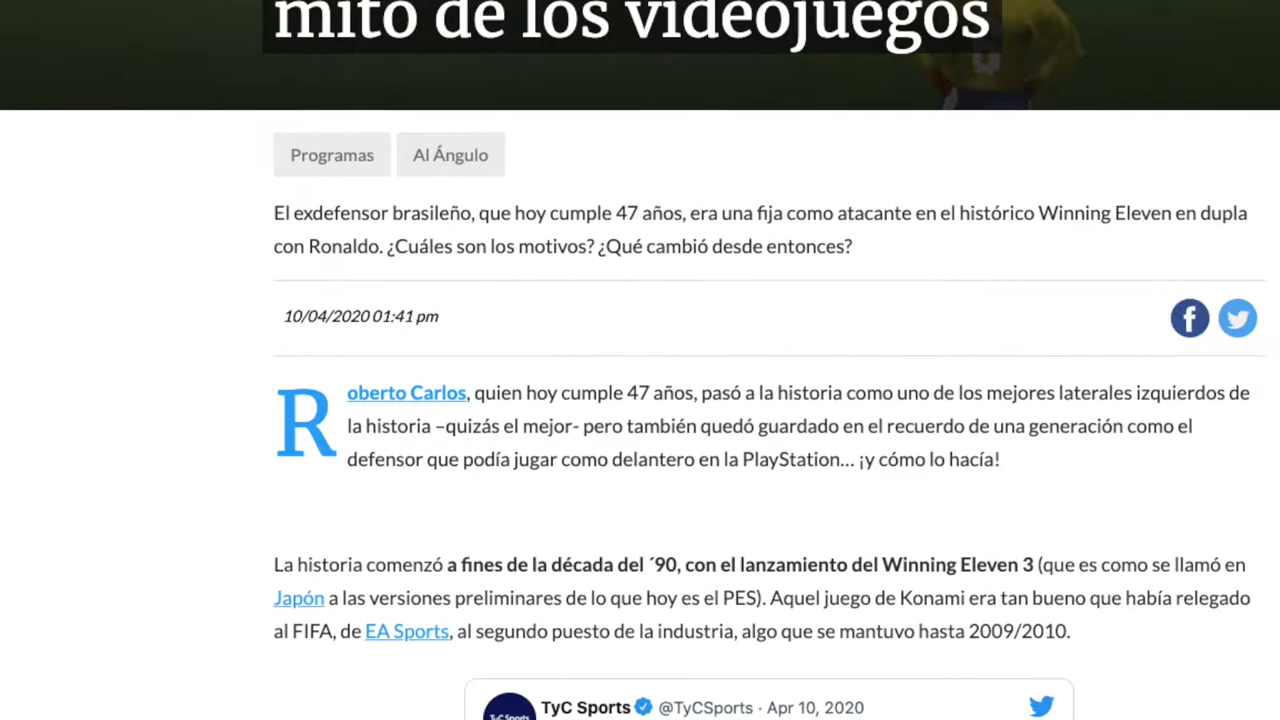 mito de los videojuegos
Programas
Al Ángulo
El exdefensor brasileño, que hoy cumple 47 años, era una fija como atacante en el histórico Winning Eleven en dupla
con Ronaldo. ¿Cuáles son los motivos? ¿Qué cambió desde entonces?
10/04/2020 01:41 pm
Roberto Carlos, quien hoy cumple 47 años, pasó a la historia como uno de los mejores laterales izquierdos de
la historia –quizás el mejor- pero también quedó guardado en el recuerdo de una generación como el
defensor que podía jugar como delantero en la PlayStation... ¡y cómo lo hacía!
La historia comenzó a fines de la década del ´90, con el lanzamiento del Winning Eleven 3 (que es como se llamó en
Japón a las versiones preliminares de lo que hoy es el PES). Aquel juego de Konami era tan bueno que había relegado
al FIFA, de EA Sports, al segundo puesto de la industria, algo que se mantuvo hasta 2009/2010.
TyC Sports @TyCSports · Apr 10, 2020
TyC Sports